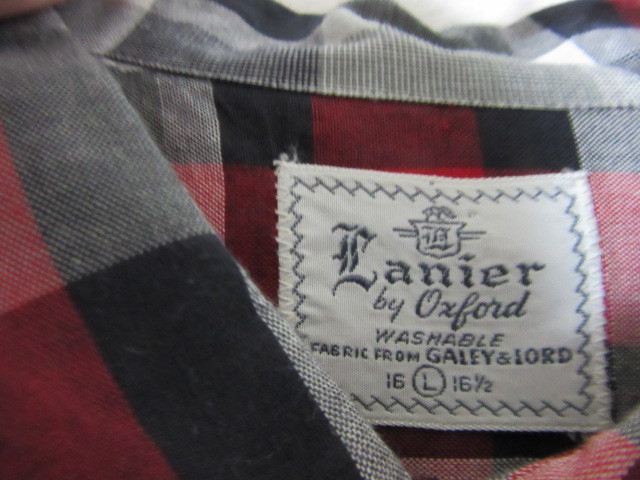 Lanier
by Oxford
WASHABLE
FABRIC FROM GALEY & LORD
16 L 16½